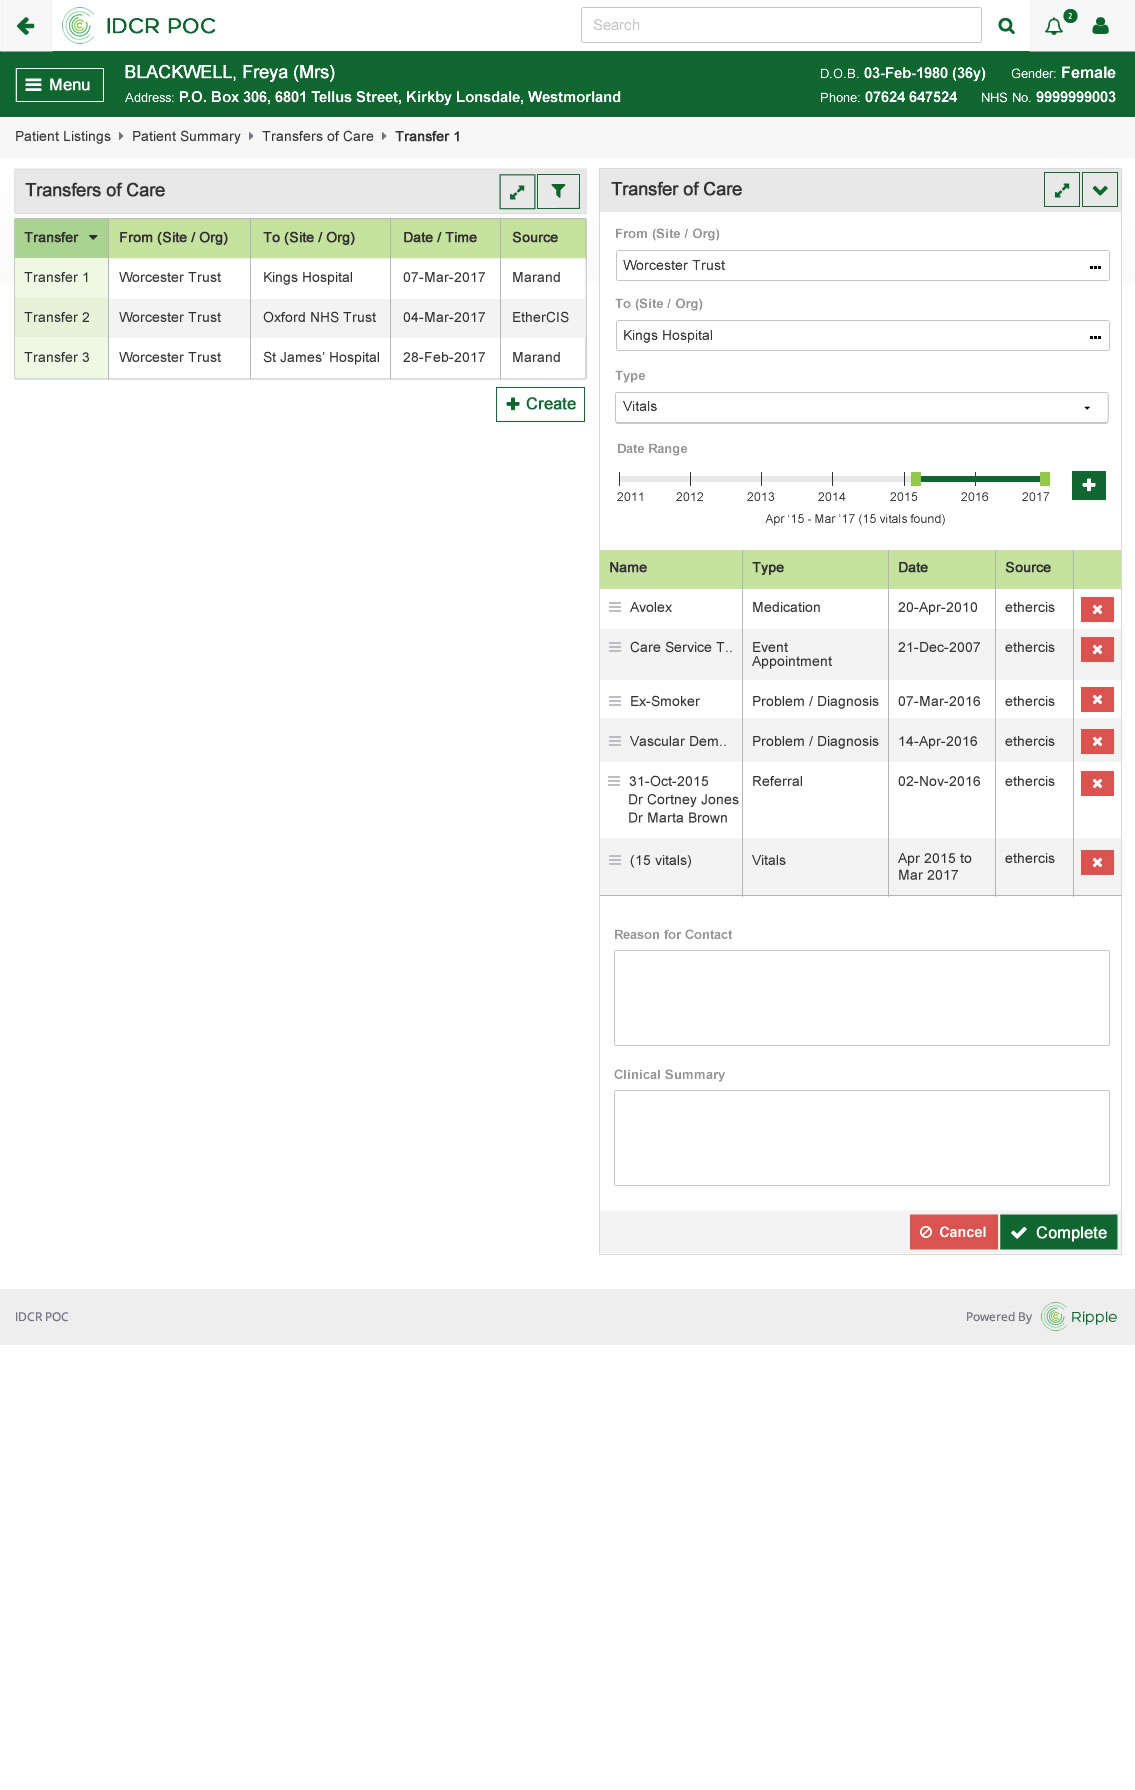 IDCR POC
Search
2
Menu
BLACKWELL, Freya (Mrs)
D.O.B. 03-Feb-1980 (36y) Gender: Female
Address: P.O. Box 306, 6801 Tellus Street, Kirkby Lonsdale, Westmorland
Phone: 07624 647524 NHS No. 9999999003
Patient Listings Patient Summary Transfers of Care Transfer 1
Transfers of Care
Transfer From (Site / Org) To (Site / Org) Date / Time Source
Transfer 1 Worcester Trust Kings Hospital 07-Mar-2017 Marand
Transfer 2 Worcester Trust Oxford NHS Trust 04-Mar-2017 EtherCIS
Transfer 3 Worcester Trust St James’ Hospital 28-Feb-2017 Marand
Create
Transfer of Care
From (Site / Org)
Worcester Trust
To (Site / Org)
Kings Hospital
Type
Vitals
Date Range
2011 2012 2013 2014 2015 2016 2017
Apr ‘15 - Mar ’17 (15 vitals found)
Name Type Date Source
Avolex Medication 20-Apr-2010 ethercis
Care Service T.. Event 21-Dec-2007 ethercis
Appointment
Ex-Smoker Problem / Diagnosis 07-Mar-2016 ethercis
Vascular Dem.. Problem / Diagnosis 14-Apr-2016 ethercis
31-Oct-2015 Referral 02-Nov-2016 ethercis
Dr Cortney Jones
Dr Marta Brown
(15 vitals) Vitals Apr 2015 to ethercis
Mar 2017
Reason for Contact
Clinical Summary
Cancel Complete
IDCR POC Powered By Ripple